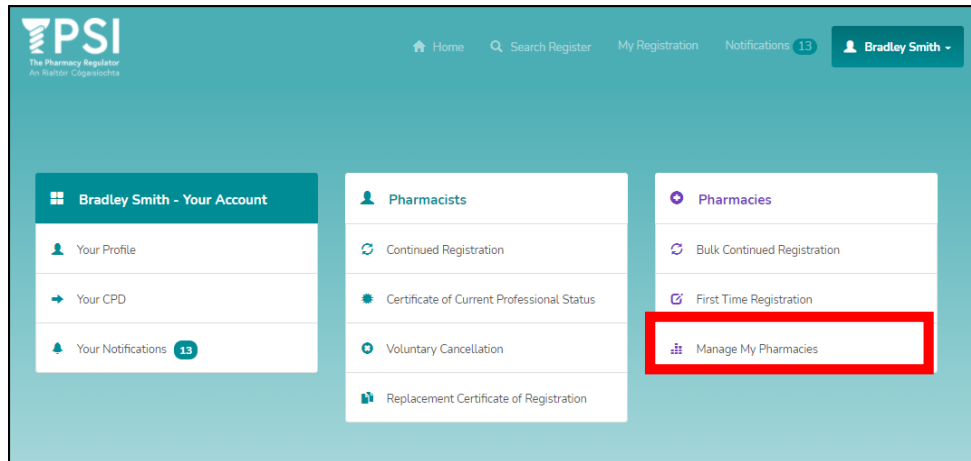 PSI
The Pharmacy Regulator
An Rialtóir Cógaisíochta
Home
Search Register
My Registration
Notifications 13
Bradley Smith
Bradley Smith - Your Account
Your Profile
Your CPD
Your Notifications 13
Pharmacists
Continued Registration
Certificate of Current Professional Status
Voluntary Cancellation
Replacement Certificate of Registration
Pharmacies
Bulk Continued Registration
First Time Registration
Manage My Pharmacies